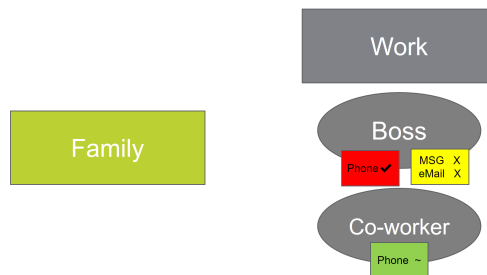 Work
Family
Boss
Phone ✔
MSG X
eMail X
Co-worker
Phone ~